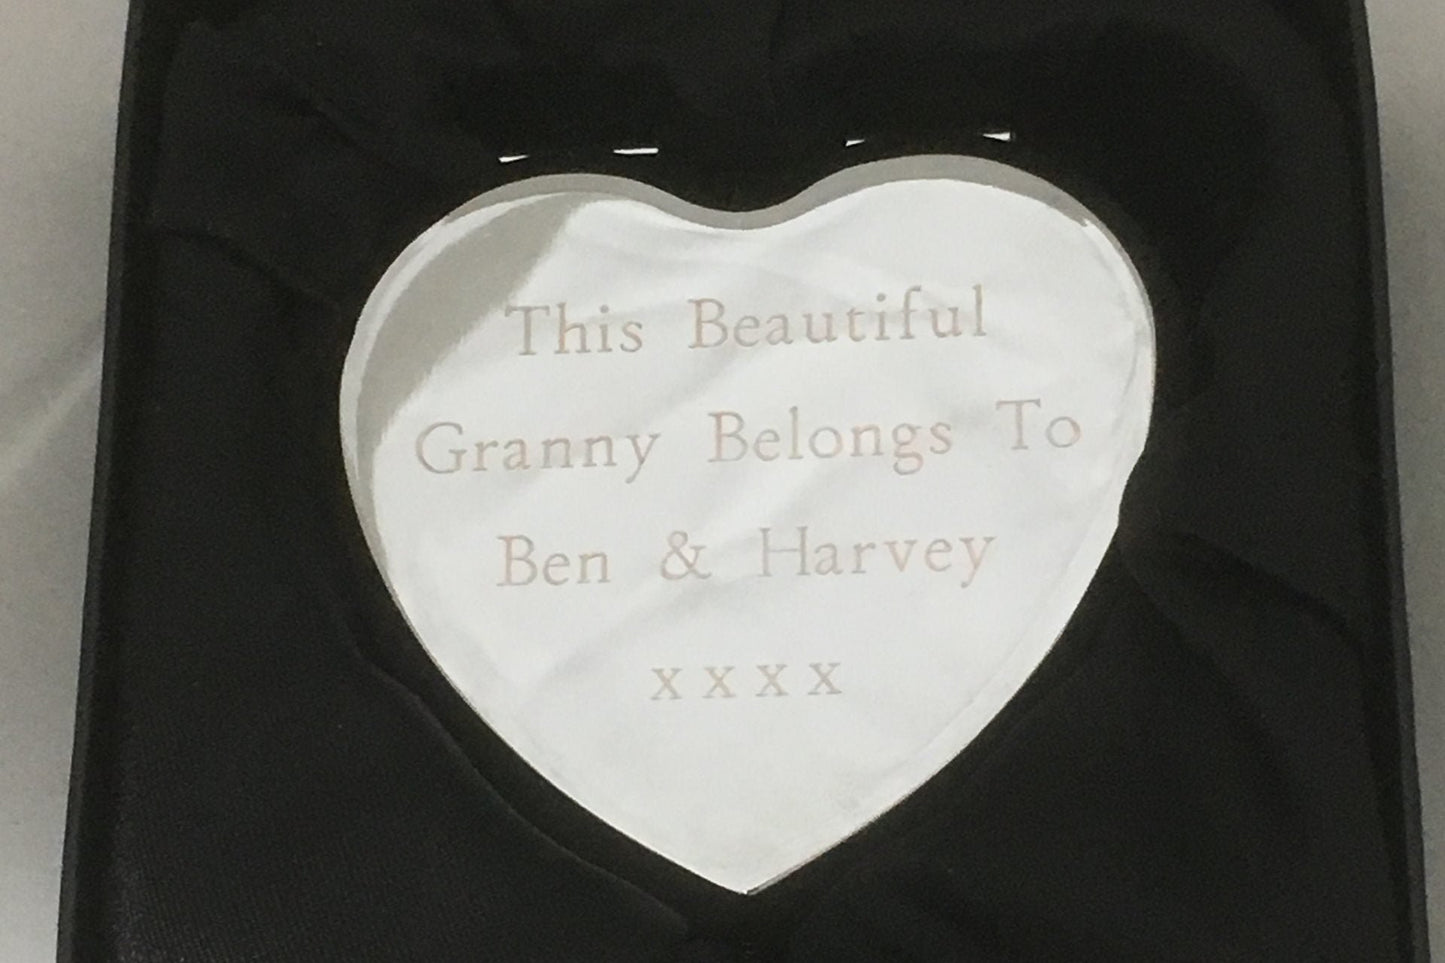 This Beautiful
Granny Belongs To
Ben & Harvey
xxxx